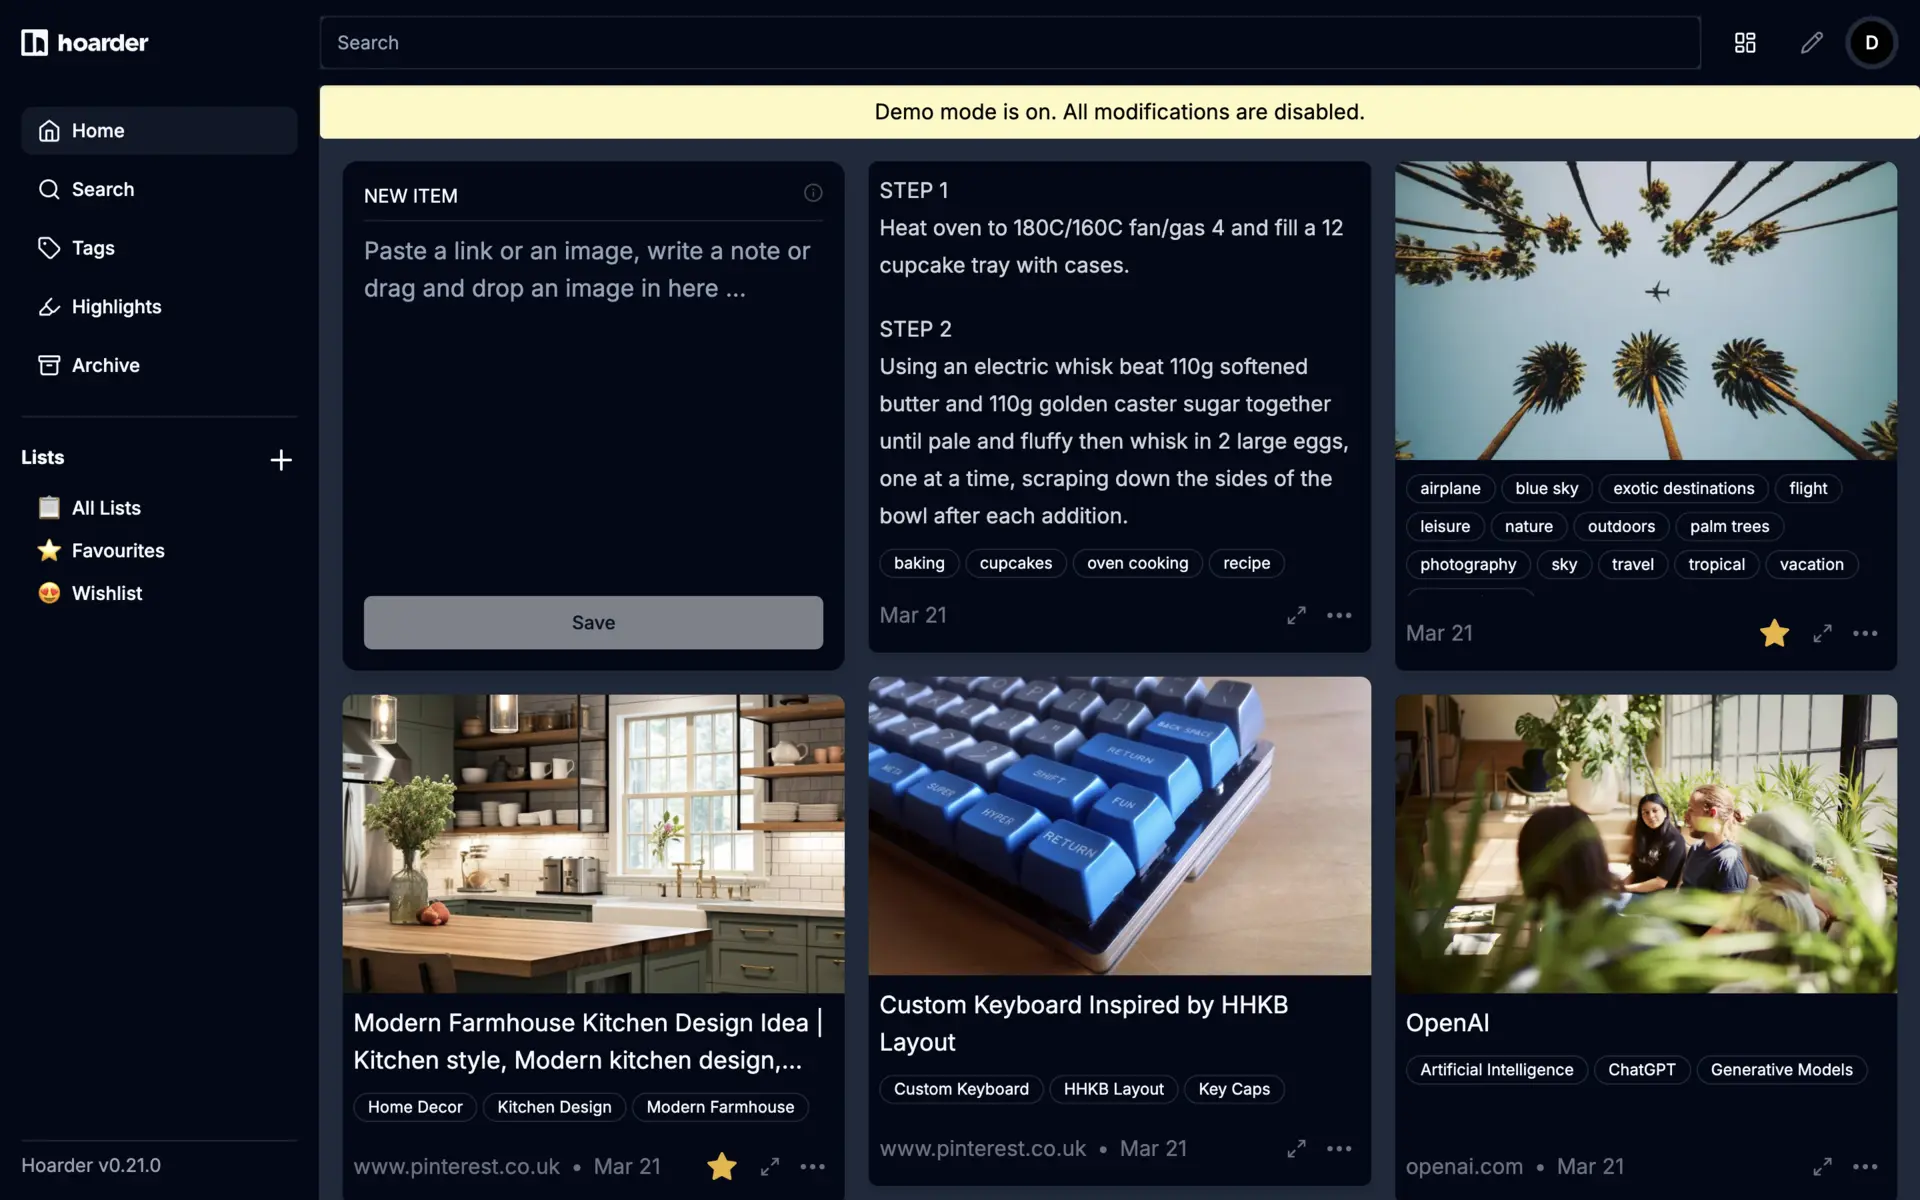 hoarder
Search
D
Home
Search
Tags
Highlights
Archive
Lists
All Lists
Favourites
Wishlist
Hoarder v0.21.0
Demo mode is on. All modifications are disabled.
NEW ITEM
Paste a link or an image, write a note or
drag and drop an image in here ...
Save
STEP 1
Heat oven to 180C/160C fan/gas 4 and fill a 12
cupcake tray with cases.
STEP 2
Using an electric whisk beat 110g softened
butter and 110g golden caster sugar together
until pale and fluffy then whisk in 2 large eggs,
one at a time, scraping down the sides of the
bowl after each addition.
baking cupcakes oven cooking recipe
Mar 21
airplane blue sky exotic destinations flight
leisure nature outdoors palm trees
photography sky travel tropical vacation
Mar 21
Modern Farmhouse Kitchen Design Idea |
Kitchen style, Modern kitchen design,...
Home Decor Kitchen Design Modern Farmhouse
www.pinterest.co.uk • Mar 21
BACK SPACE
RETURN
SHIFT
FUN
META
SUPER
HYPER
RETURN
Custom Keyboard Inspired by HHKB
Layout
Custom Keyboard HHKB Layout Key Caps
www.pinterest.co.uk • Mar 21
OpenAI
Artificial Intelligence ChatGPT Generative Models
openai.com • Mar 21